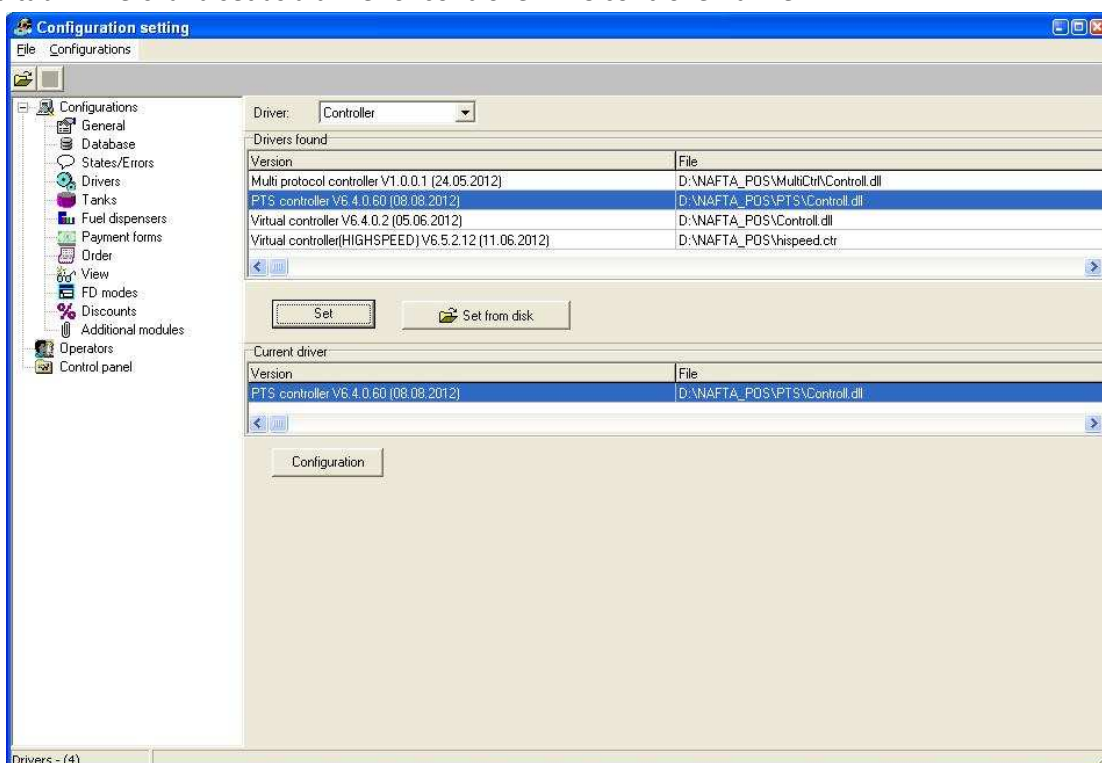 Configuration setting
File Configurations
Configurations
General
Database
States/Errors
Drivers
Tanks
Fuel dispensers
Payment forms
Order
View
FD modes
Discounts
Additional modules
Operators
Control panel
Driver: Controller
Drivers found
Version File
Multi protocol controller V1.0.0.1 (24.05.2012) D:\NAFTA_POS\MultiCtrl\Controll.dll
PTS controller V6.4.0.60 (08.08.2012) D:\NAFTA_POS\PTS\Controll.dll
Virtual controller V6.4.0.2 (05.06.2012) D:\NAFTA_POS\Controll.dll
Virtual controller(HIGHSPEED) V6.5.2.12 (11.06.2012) D:\NAFTA_POS\hispeed.ctr
Set Set from disk
Current driver
Version File
PTS controller V6.4.0.60 (08.08.2012) D:\NAFTA_POS\PTS\Controll.dll
Configuration
Drivers - (4)